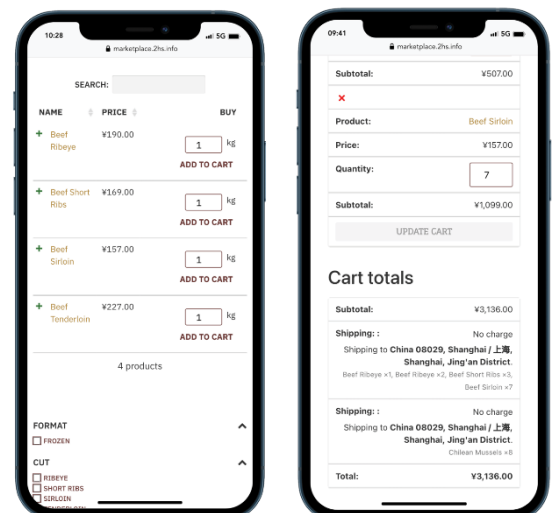 10:28
5G
marketplace.2hs.info
SEARCH:
NAME PRICE BUY
+ Beef Ribeye ¥190.00 1 kg
ADD TO CART
+ Beef Short Ribs ¥169.00 1 kg
ADD TO CART
+ Beef Sirloin ¥157.00 1 kg
ADD TO CART
+ Beef Tenderloin ¥227.00 1 kg
ADD TO CART
4 products
FORMAT
FROZEN
CUT
RIBEYE
SHORT RIBS
SIRLOIN
TENDERLOIN
09:41
5G
marketplace.2hs.info
Subtotal: ¥507.00
×
Product: Beef Sirloin
Price: ¥157.00
Quantity: 7
Subtotal: ¥1,099.00
UPDATE CART
Cart totals
Subtotal: ¥3,136.00
Shipping: : No charge
Shipping to China 08029, Shanghai / 上海,
Shanghai, Jing'an District.
Beef Ribeye ×1, Beef Ribeye ×2, Beef Short Ribs ×3,
Beef Sirloin ×7
Shipping: : No charge
Shipping to China 08029, Shanghai / 上海,
Shanghai, Jing'an District.
Chilean Mussels ×8
Total: ¥3,136.00